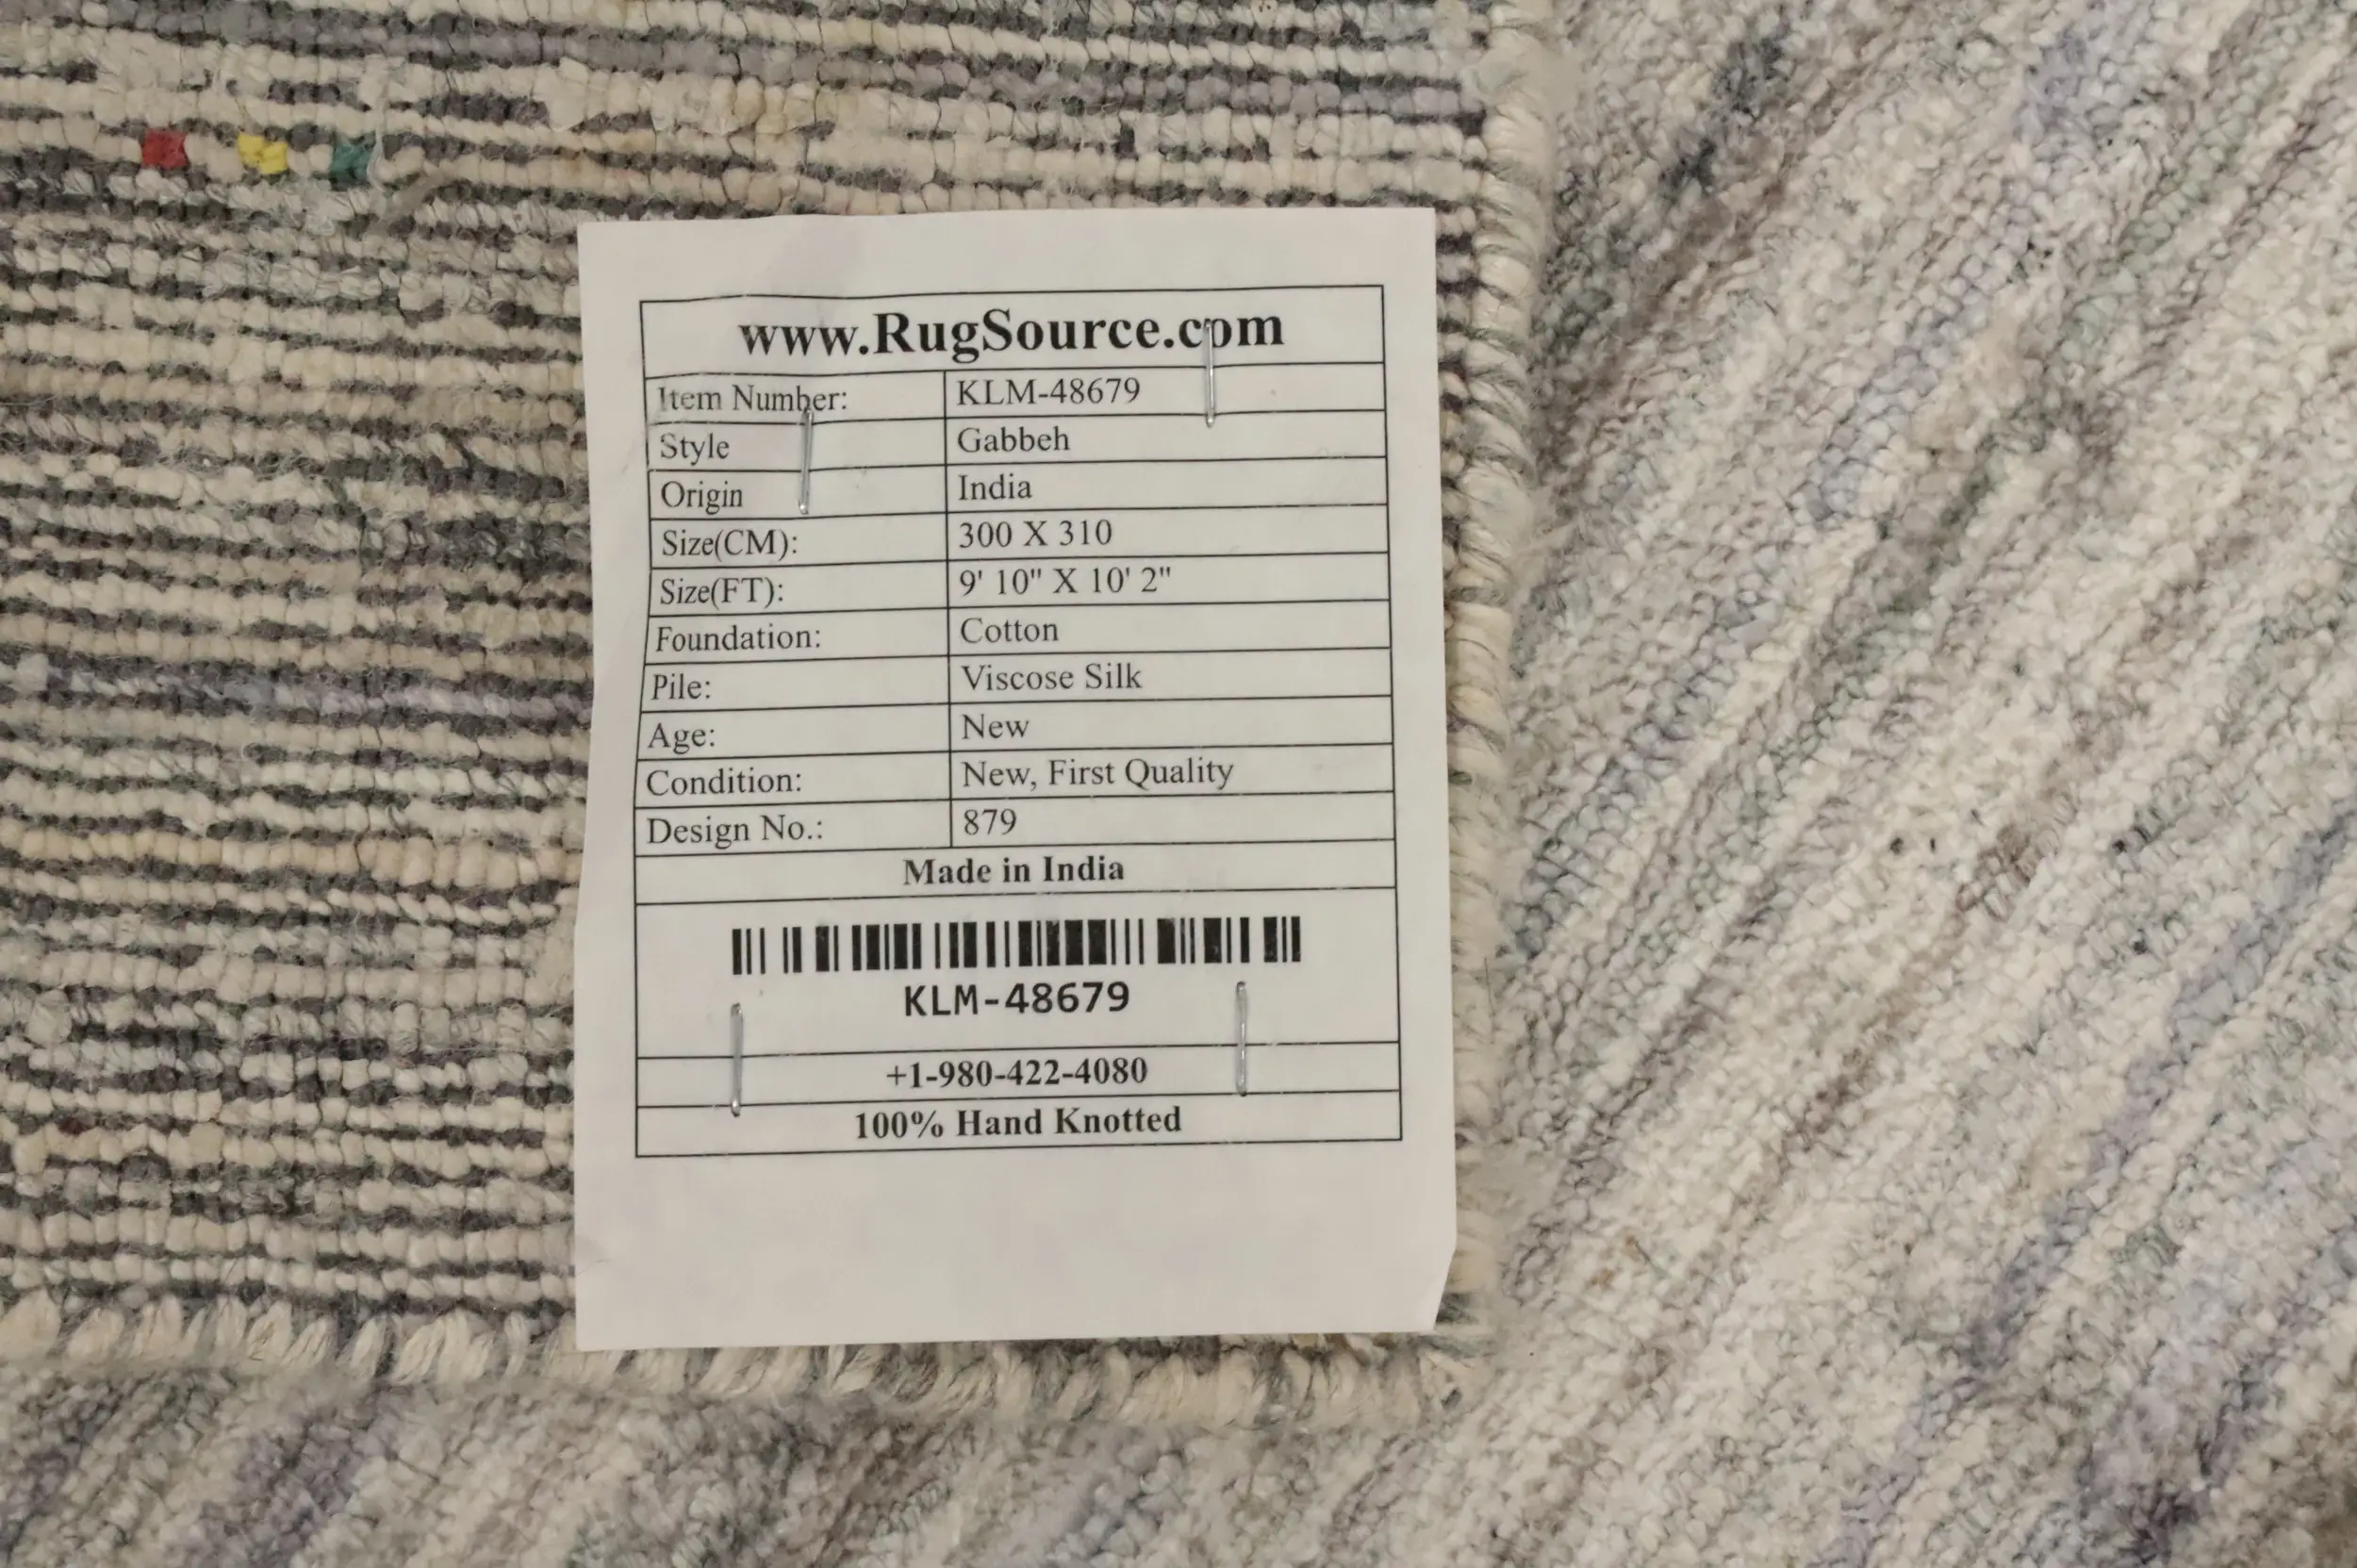 www.RugSource.com
Item Number: KLM-48679
Style Gabbeh
Origin India
Size(CM): 300 X 310
Size(FT): 9' 10" X 10' 2"
Foundation: Cotton
Pile: Viscose Silk
Age: New
Condition: New, First Quality
Design No.: 879
Made in India
KLM-48679
+1-980-422-4080
100% Hand Knotted